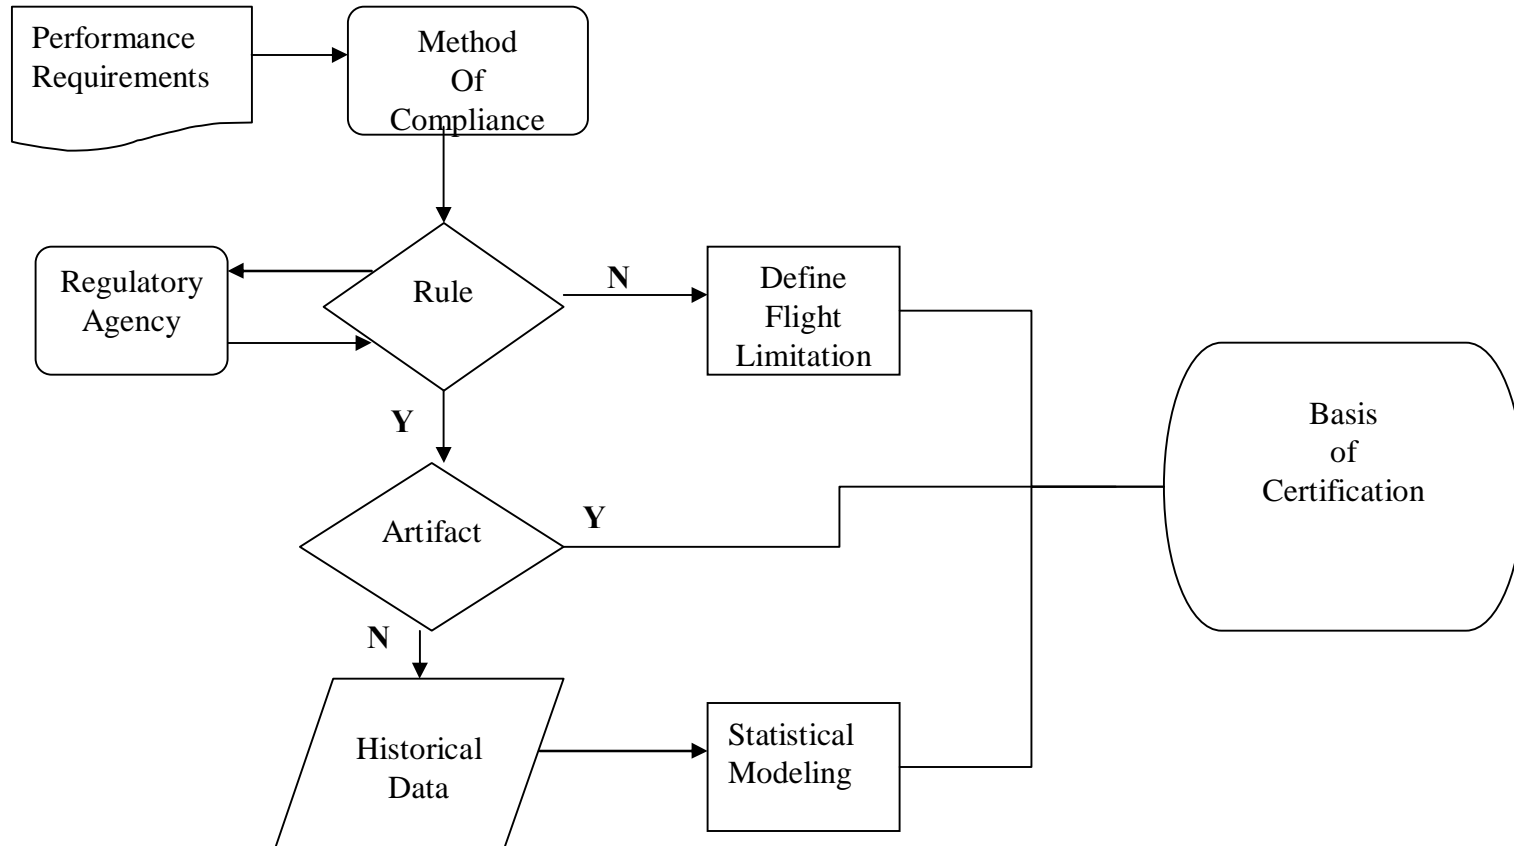 Performance
Requirements
Method
Of
Compliance
Regulatory
Agency
Rule
N
Define
Flight
Limitation
Y
Basis
of
Certification
Artifact
Y
N
Historical
Data
Statistical
Modeling